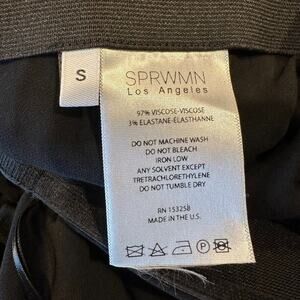 S
SPRWMN
Los Angeles
97% VISCOSE-VISCOSE
3% ELASTANE-ÉLASTHANNE
DO NOT MACHINE WASH
DO NOT BLEACH
IRON LOW
ANY SOLVENT EXCEPT
TRETRACHLORETHYLENE
DO NOT TUMBLE DRY
RN 153258
MADE IN THE U.S.
P